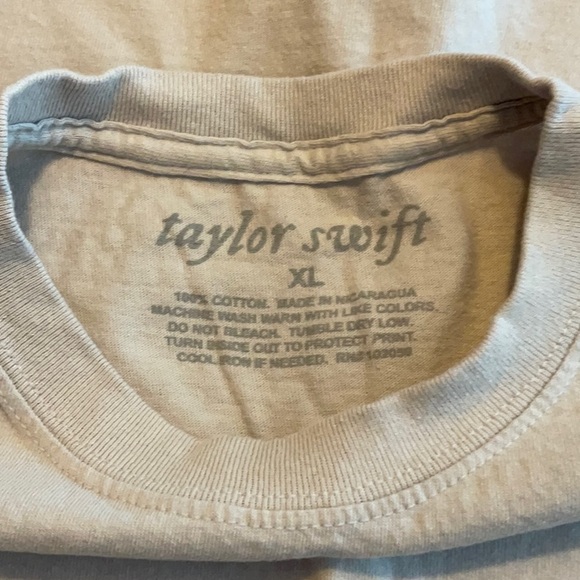 taylor swift
XL
100% COTTON. MADE IN NICARAGUA
MACHINE WASH WARM WITH LIKE COLORS.
DO NOT BLEACH. TUMBLE DRY LOW.
TURN INSIDE OUT TO PROTECT PRINT.
COOL IRON IF NEEDED.